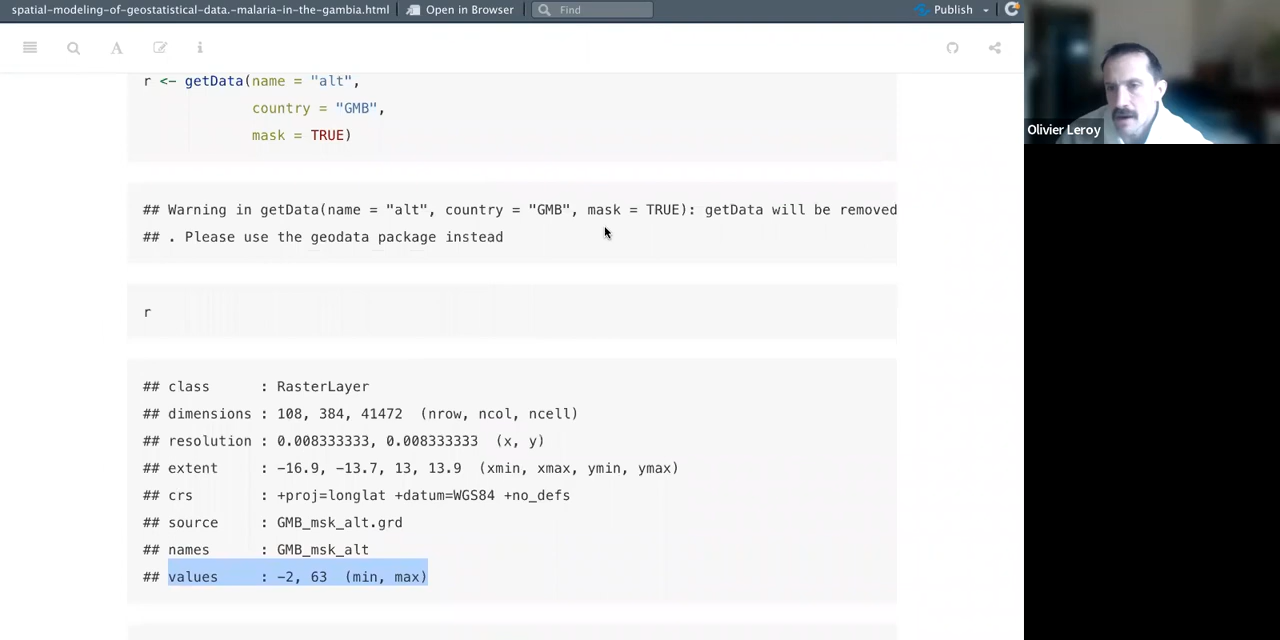 spatial-modeling-of-geostatistical-data.-malaria-in-the-gambia.html Open in Browser Find Publish
r <- getData(name = "alt",
country = "GMB",
mask = TRUE)
## Warning in getData(name = "alt", country = "GMB", mask = TRUE): getData will be removed
## . Please use the geodata package instead
r
## class      : RasterLayer
## dimensions : 108, 384, 41472  (nrow, ncol, ncell)
## resolution : 0.008333333, 0.008333333  (x, y)
## extent     : -16.9, -13.7, 13, 13.9  (xmin, xmax, ymin, ymax)
## crs        : +proj=longlat +datum=WGS84 +no_defs
## source     : GMB_msk_alt.grd
## names      : GMB_msk_alt
## values     : -2, 63  (min, max)
Olivier Leroy